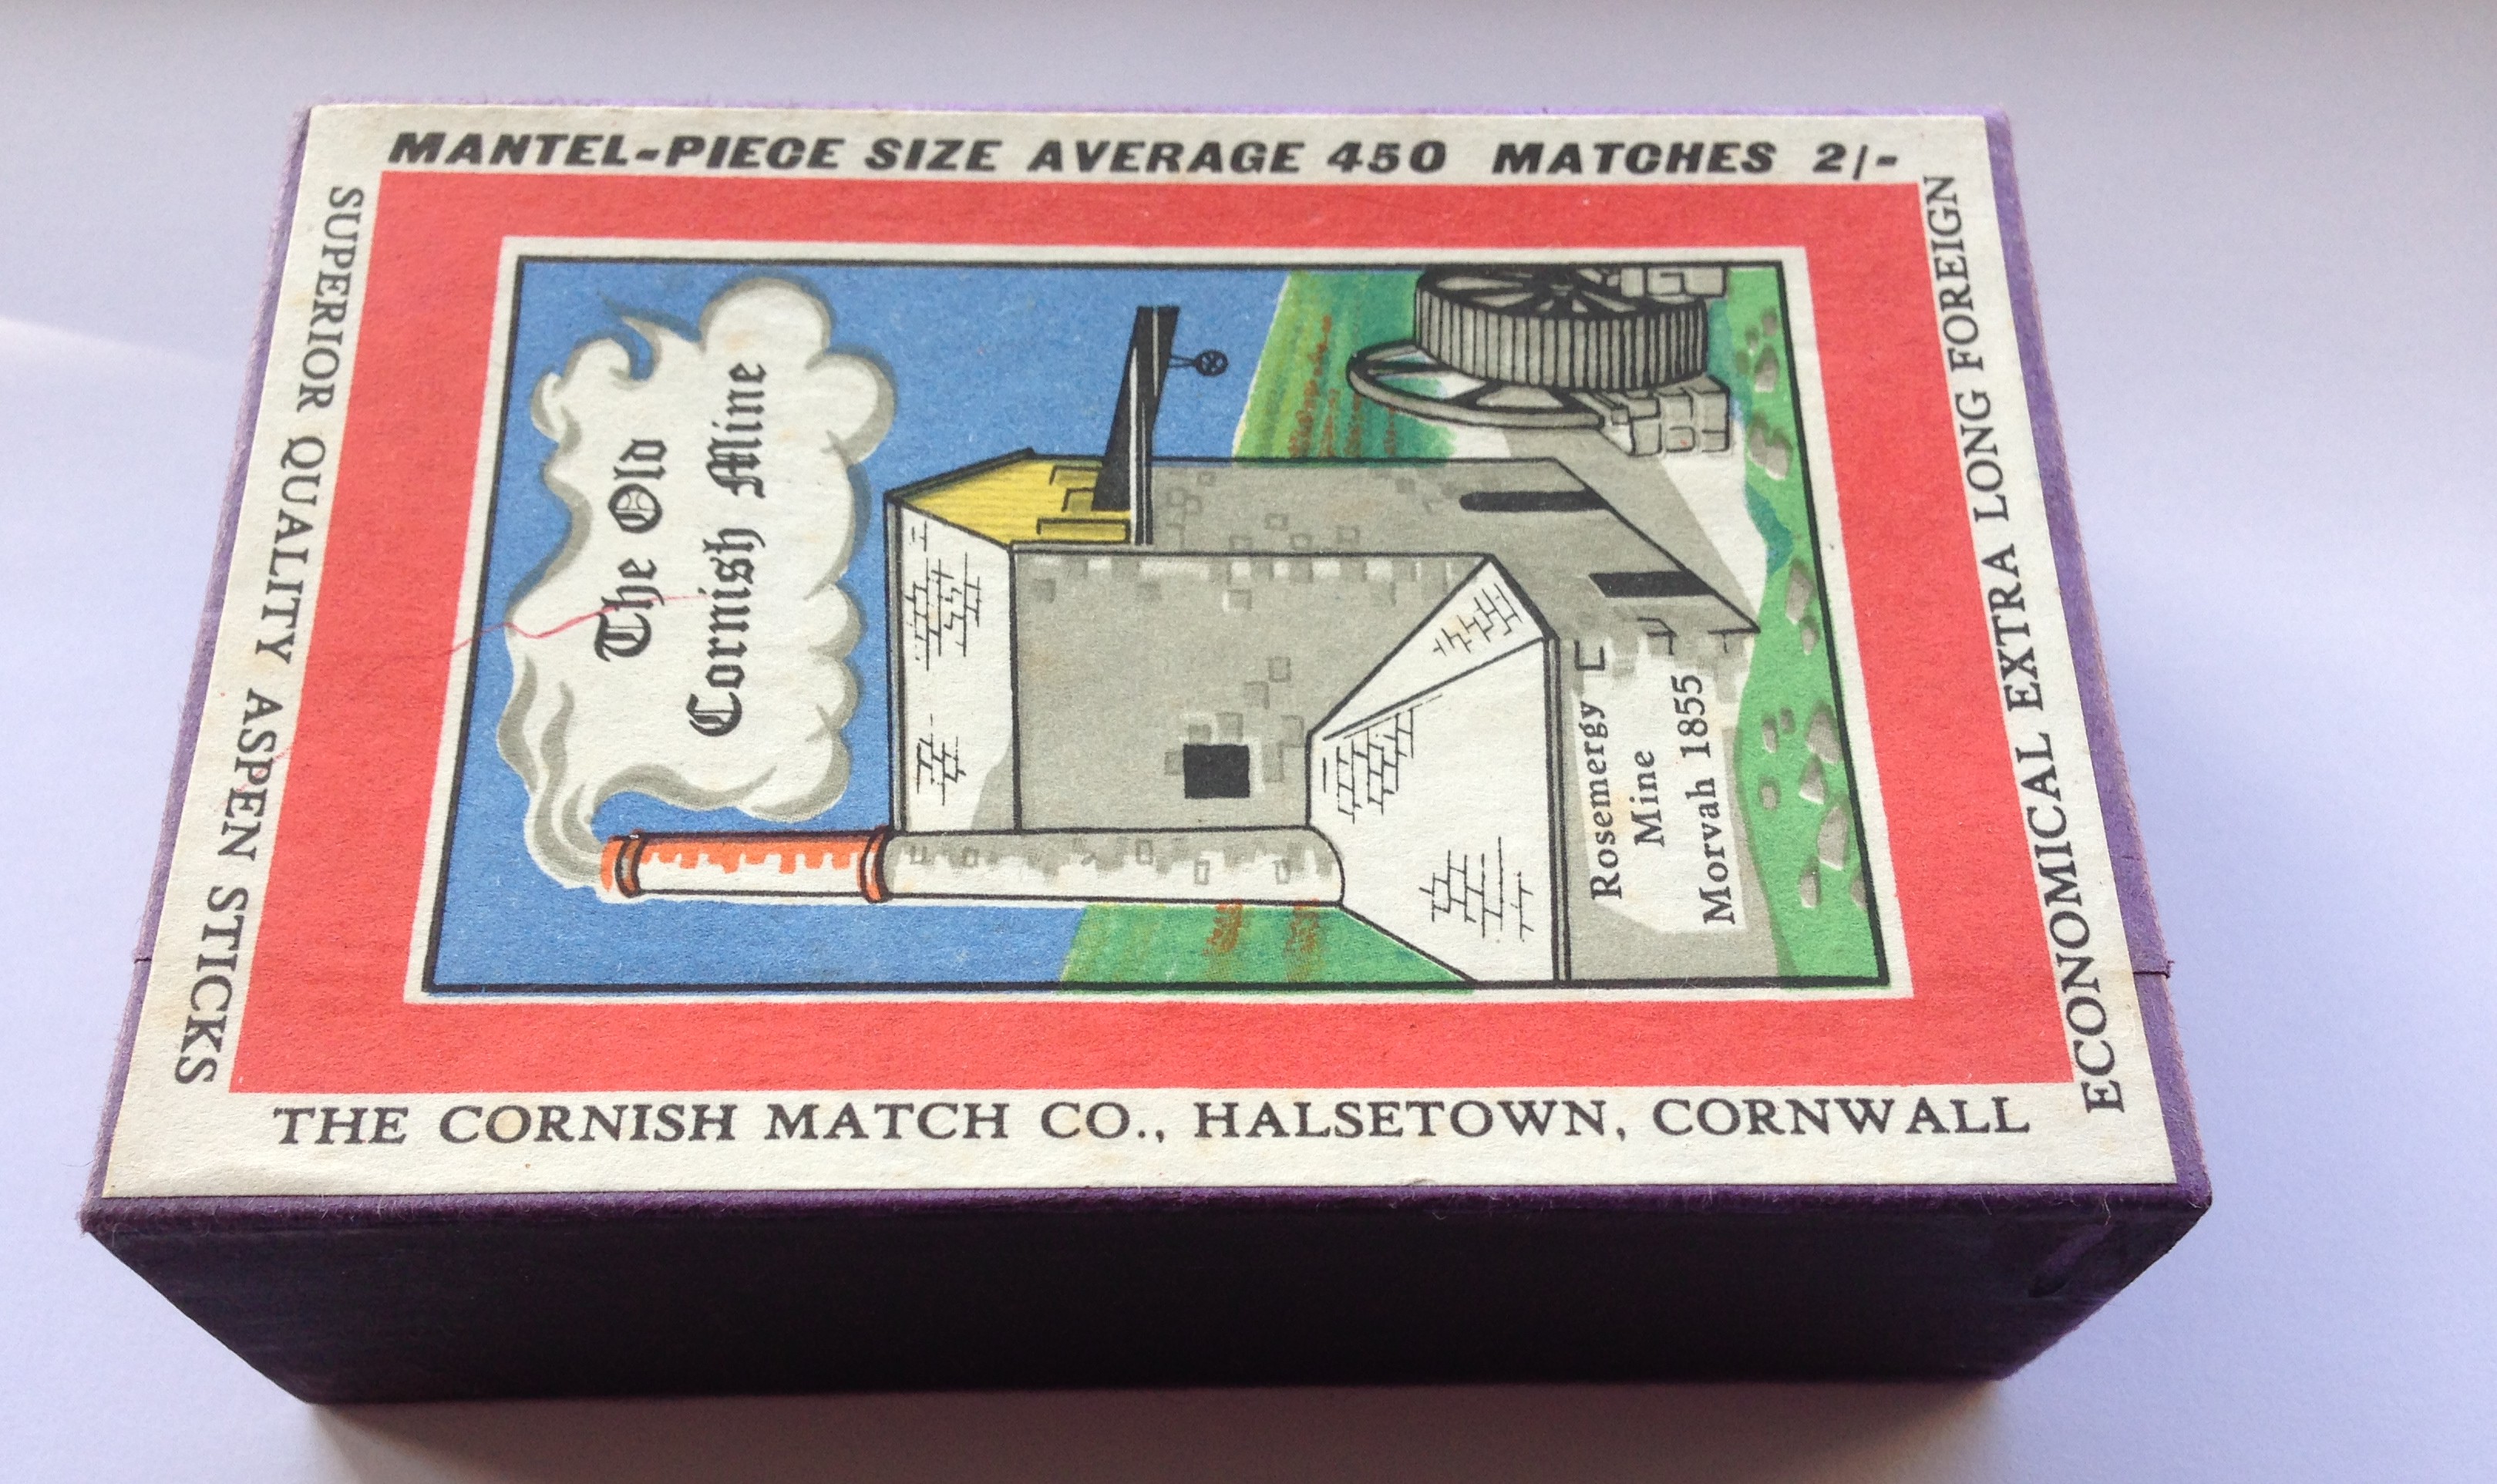 MANTEL-PIECE SIZE AVERAGE 450 MATCHES 2/-
SUPERIOR QUALITY ASPEN STICKS
The Old
Cornish Mine
Rosemergy
Mine
Morvah 1855
ECONOMICAL EXTRA LONG FOREIGN
THE CORNISH MATCH CO., HALSETOWN, CORNWALL